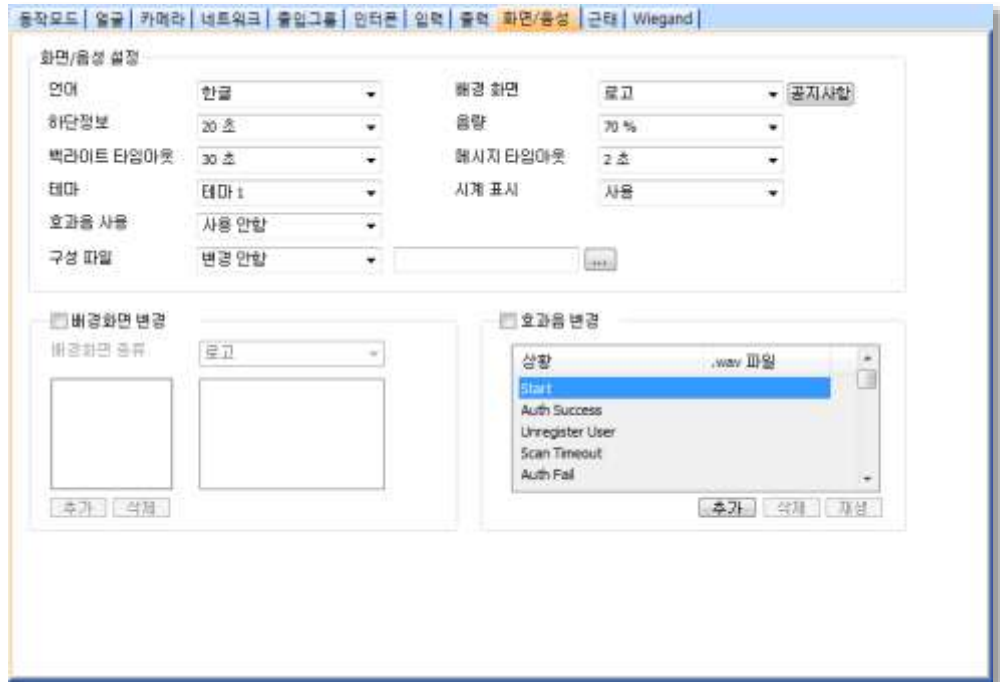 동작모드 얼굴 카메라 네트워크 출입그룹 인터폰 입력 출력 화면/음성 근태 Wiegand
화면/음성 설정
언어 한글 배경 화면 로고 공지사항
하단정보 20 초 음량 70 %
백라이트 타임아웃 30 초 메시지 타임아웃 2 초
테마 테마 1 시계 표시 사용
효과음 사용 사용 안함
구성 파일 변경 안함 ...
배경화면 변경
배경화면 종류 로고
추가 삭제
효과음 변경
상황 .wav 파일
Start
Auth Success
Unregister User
Scan Timeout
Auth Fail
추가 삭제 재생